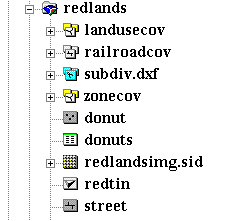 redlands
landusecov
railroadcov
subdiv.dxf
zonecov
donut
donuts
redlandsimg.sid
redtin
street